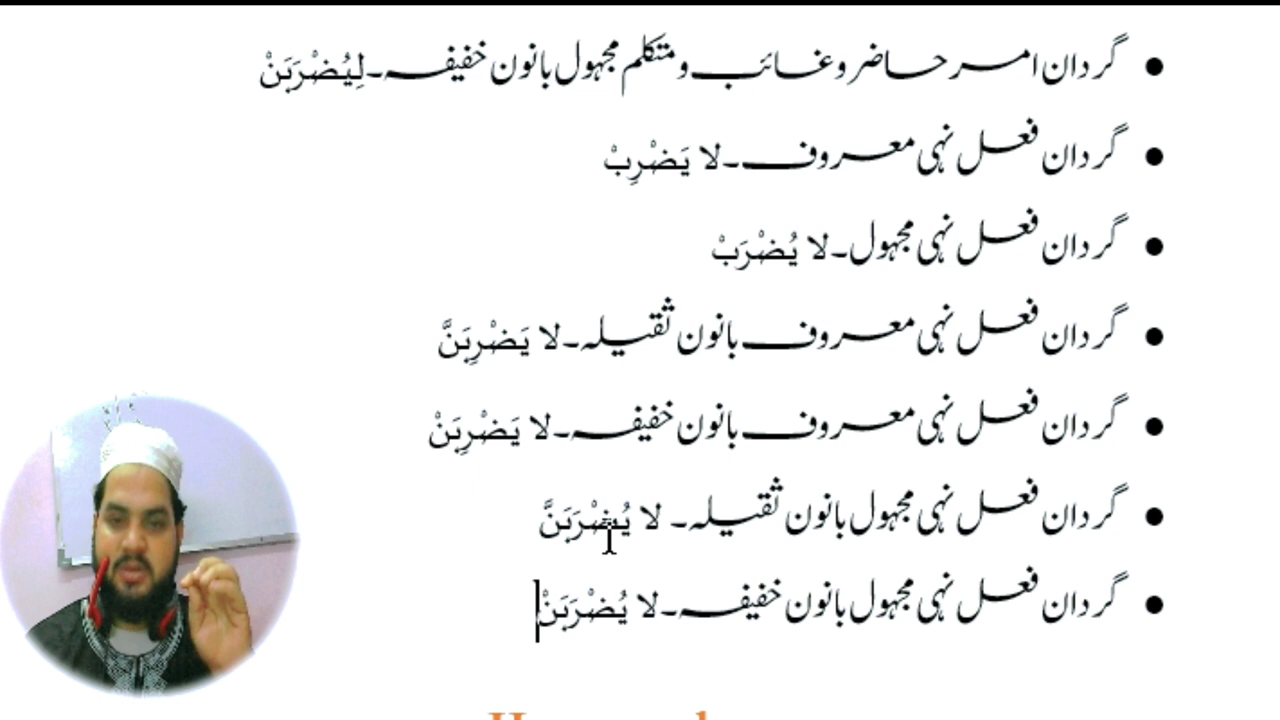 • گردان امر حاضر و غائب و متکلم مجہول بانون خفیفہ۔لِيُضْرَبَنْ
• گردان فعل نہی معروف۔لا يَضْرِبْ
• گردان فعل نہی مجہول۔لا يُضْرَبْ
• گردان فعل نہی معروف بانون ثقیلہ۔لا يَضْرِبَنَّ
• گردان فعل نہی معروف بانون خفیفہ۔لا يَضْرِبَنْ
• گردان فعل نہی مجہول بانون ثقیلہ۔ لا يُضْرَبَنَّ
• گردان فعل نہی مجہول بانون خفیفہ۔لا يُضْرَبَنْ